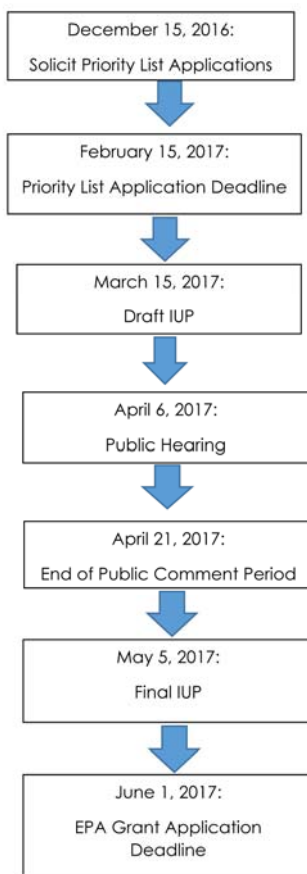 December 15, 2016:
Solicit Priority List Applications
February 15, 2017:
Priority List Application Deadline
March 15, 2017:
Draft IUP
April 6, 2017:
Public Hearing
April 21, 2017:
End of Public Comment Period
May 5, 2017:
Final IUP
June 1, 2017:
EPA Grant Application
Deadline